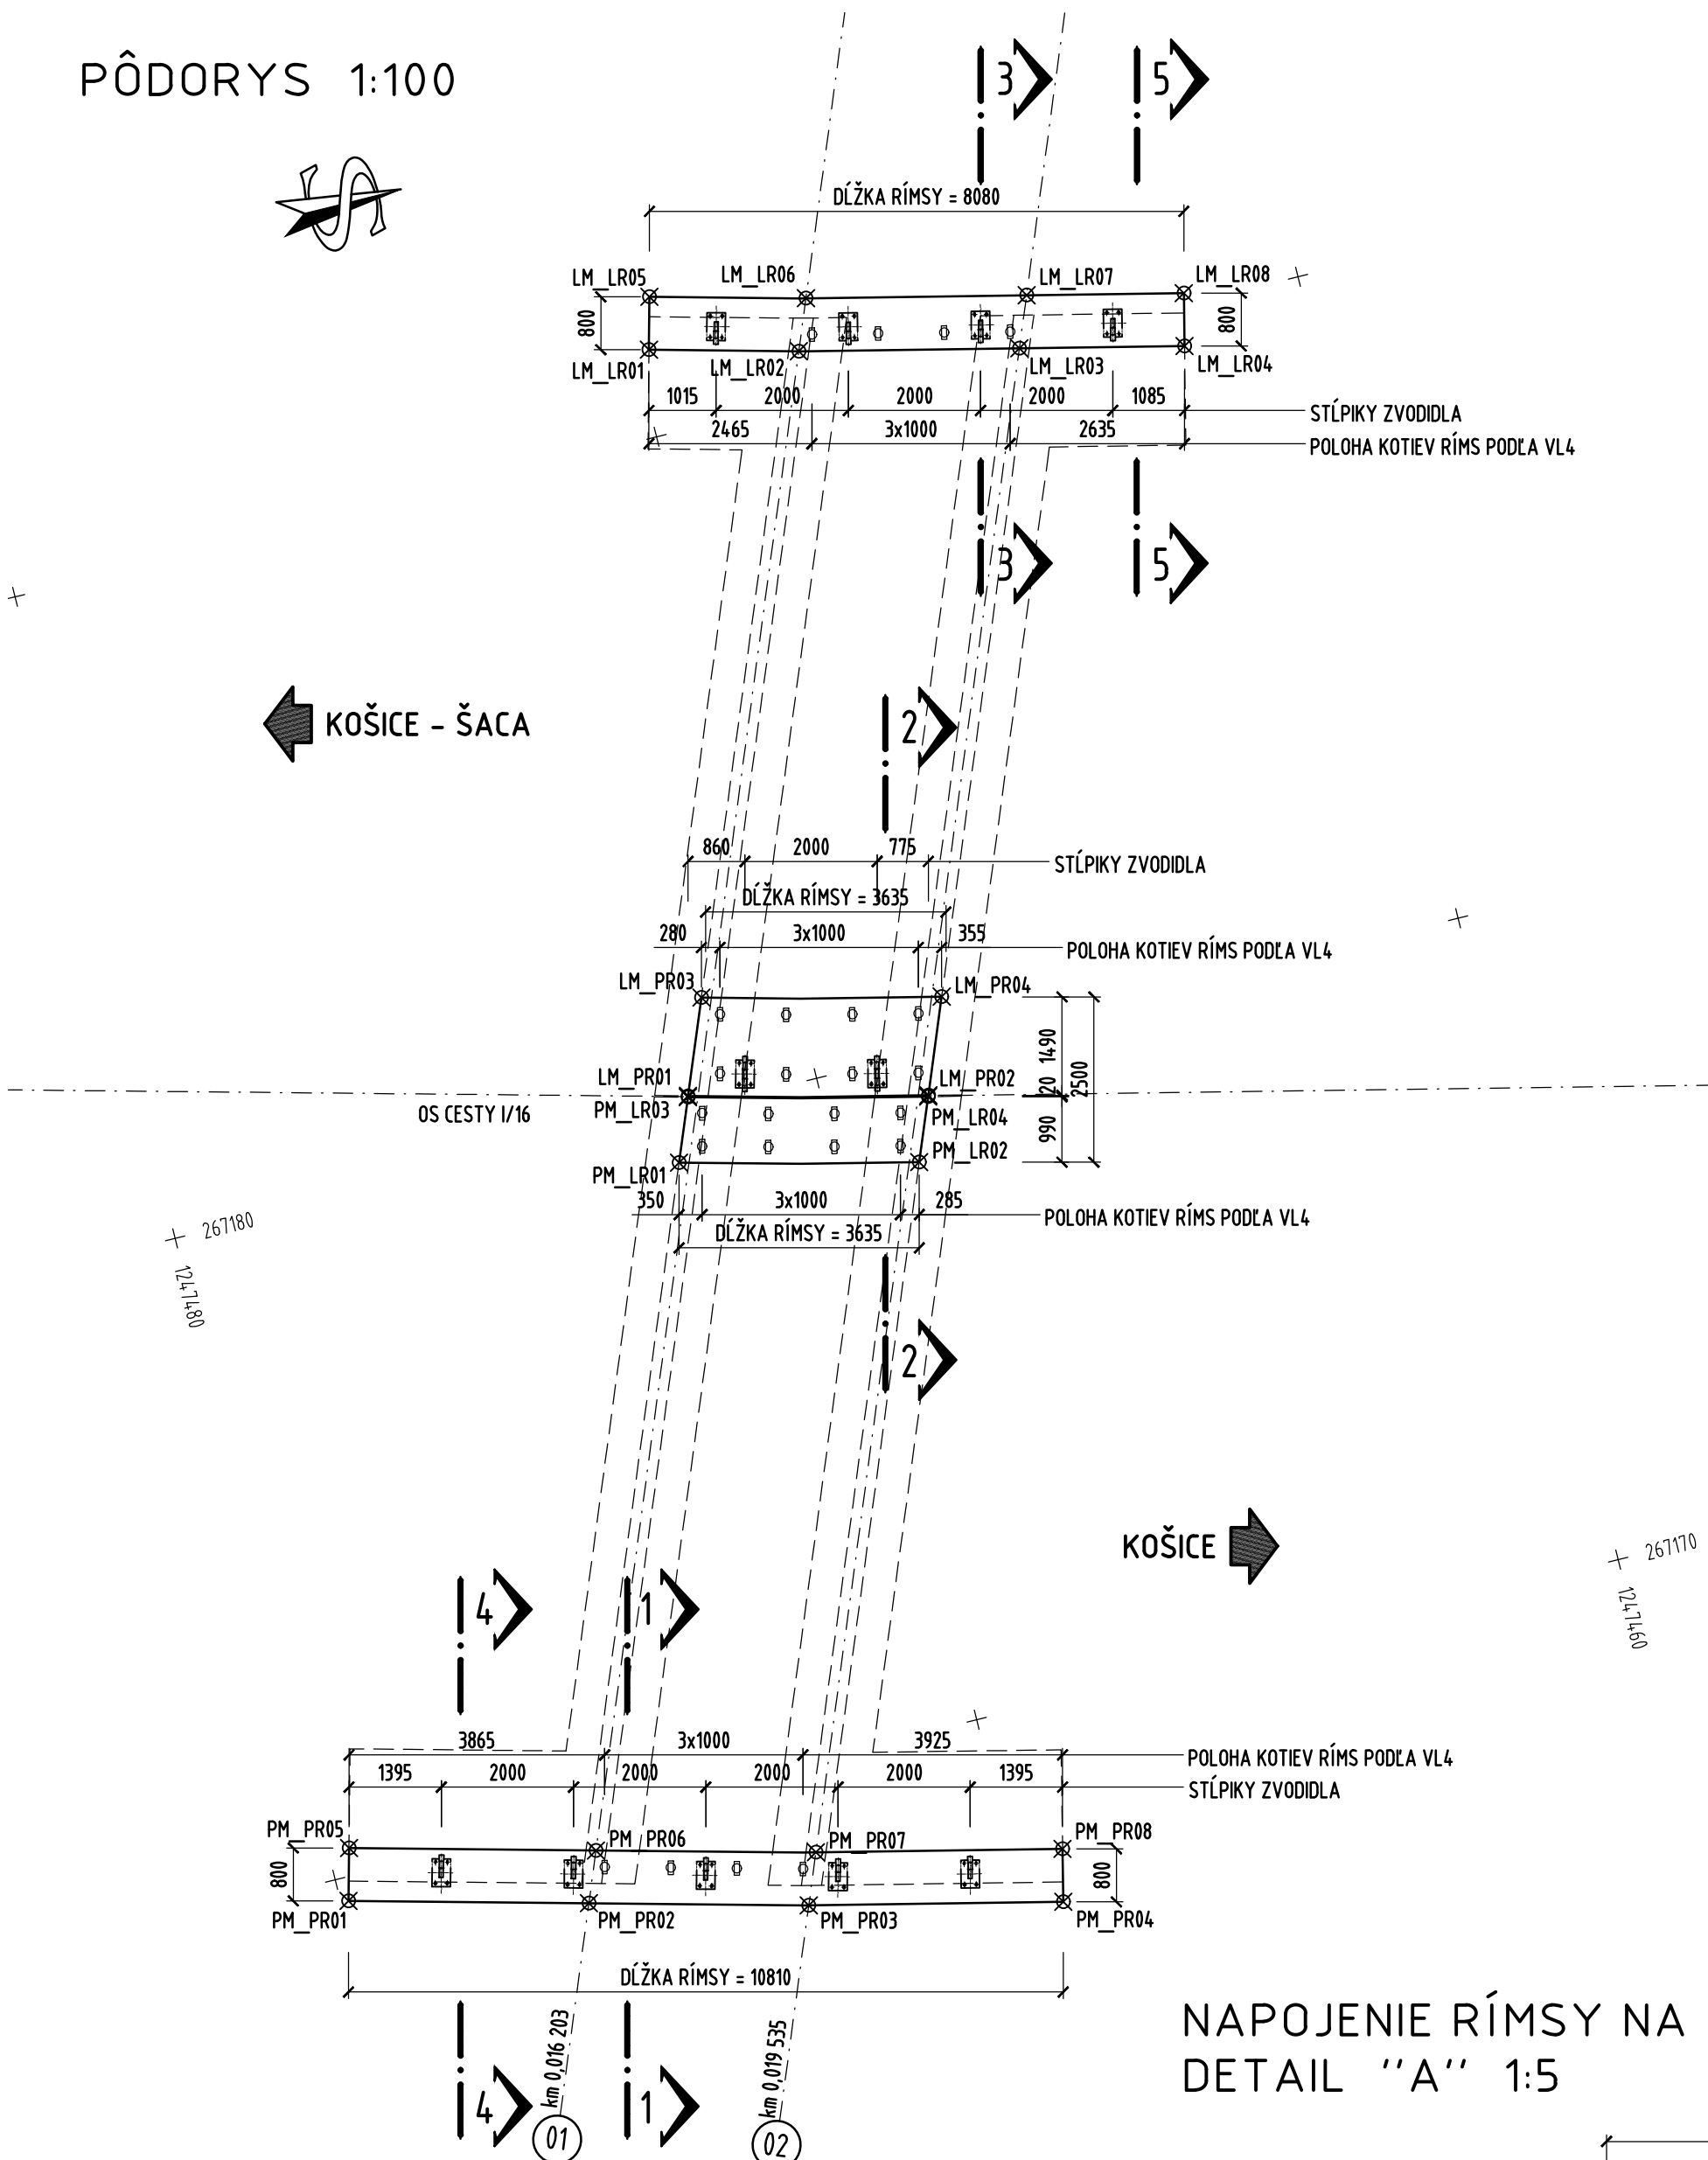 PÔDORYS 1:100
3
5
DĹŽKA RÍMSY = 8080
LM_LR05
LM_LR06
LM_LR07
LM_LR08
800
800
LM_LR01
LM_LR02
LM_LR03
LM_LR04
1015
2000
2000
2000
1085
STĹPIKY ZVODIDLA
2465
3x1000
2635
POLOHA KOTIEV RÍMS PODĽA VL4
3
5
KOŠICE - ŠACA
2
860
2000
775
STĹPIKY ZVODIDLA
DĹŽKA RÍMSY = 3635
280
3x1000
355
POLOHA KOTIEV RÍMS PODĽA VL4
LM_PR03
LM_PR04
1490
2500
20
990
LM_PR01
LM_PR02
PM_LR03
PM_LR04
OS CESTY I/16
PM_LR02
PM_LR01
350
3x1000
285
POLOHA KOTIEV RÍMS PODĽA VL4
DĹŽKA RÍMSY = 3635
267180
1247480
2
KOŠICE
267170
1247460
4
1
3865
3x1000
3925
POLOHA KOTIEV RÍMS PODĽA VL4
1395
2000
2000
2000
2000
1395
STĹPIKY ZVODIDLA
PM_PR05
PM_PR06
PM_PR07
PM_PR08
800
800
PM_PR01
PM_PR02
PM_PR03
PM_PR04
DĹŽKA RÍMSY = 10810
km 0,016 203
km 0,019 535
NAPOJENIE RÍMSY NA
DETAIL "A" 1:5
4
1
01
02